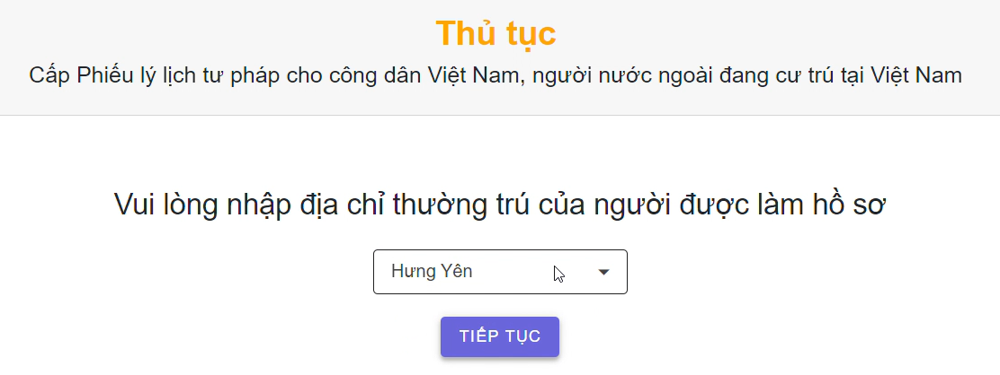 Thủ tục
Cấp Phiếu lý lịch tư pháp cho công dân Việt Nam, người nước ngoài đang cư trú tại Việt Nam
Vui lòng nhập địa chỉ thường trú của người được làm hồ sơ
Hưng Yên
TIẾP TỤC